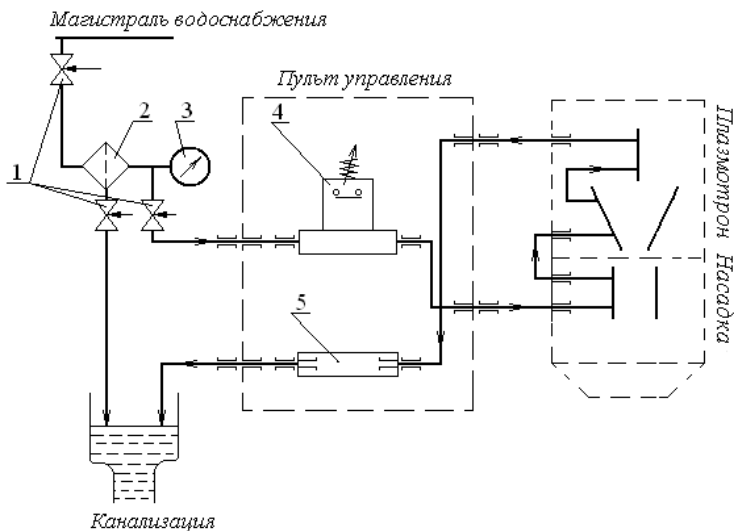 Магистраль водоснабжения
Пульт управления
2
3
4
1
5
Плазмотрон
Насадка
Канализация